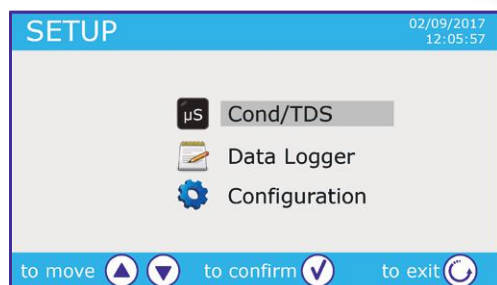 SETUP
02/09/2017
12:05:57
µS Cond/TDS
Data Logger
Configuration
to move to confirm to exit